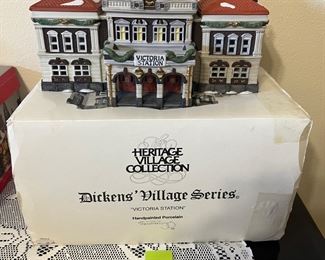 VICTORIA
STATION
HERITAGE
VILLAGE
COLLECTION
Dickens' Village Series®
"VICTORIA STATION"
Handpainted Porcelain